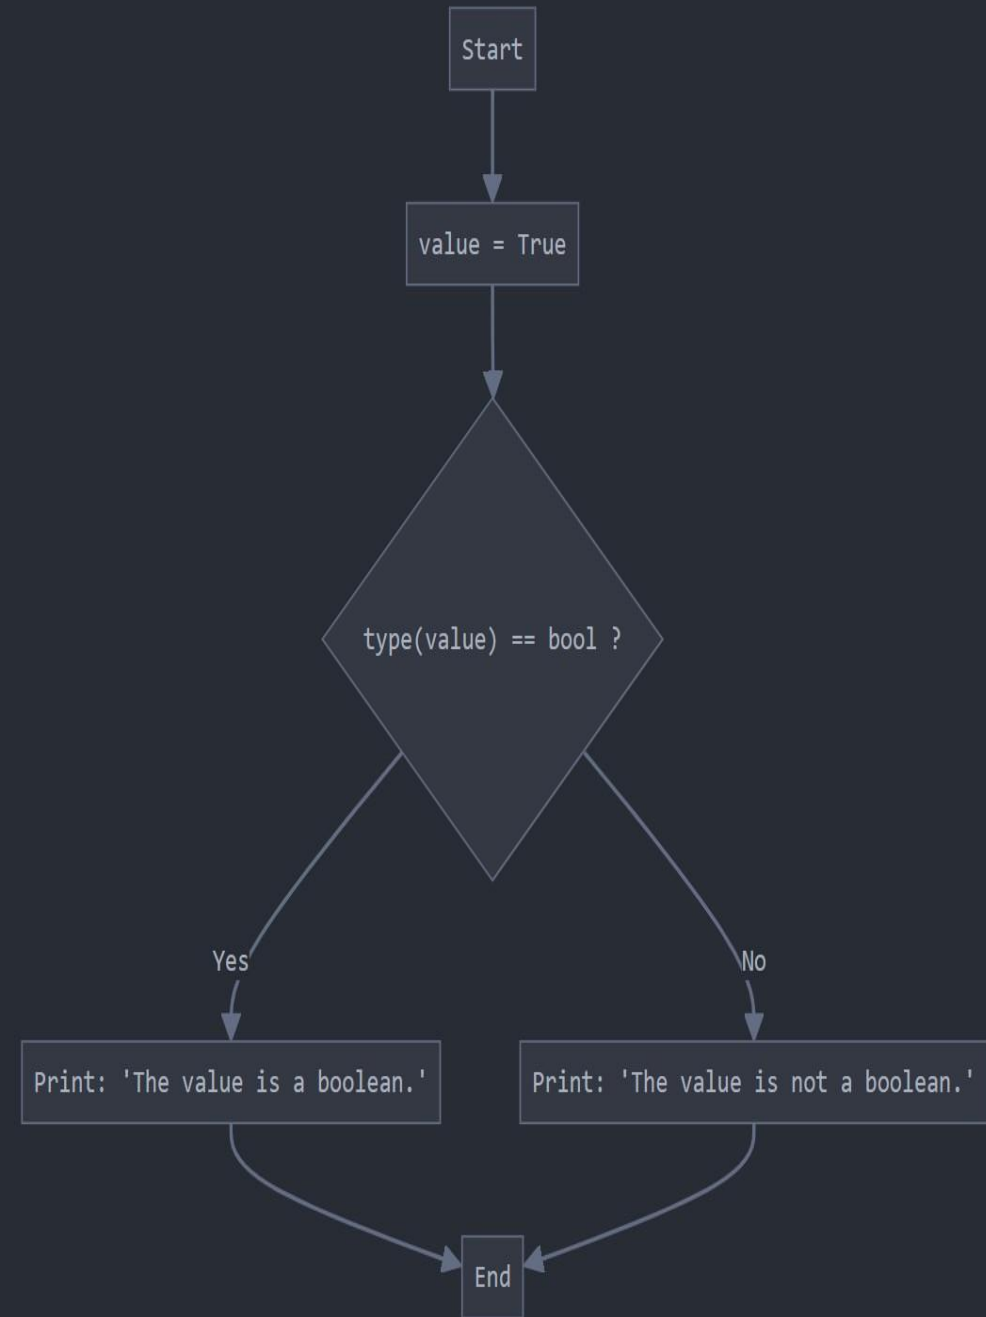 Start
value = True
type(value) == bool ?
Yes
No
Print: 'The value is a boolean.'
Print: 'The value is not a boolean.'
End